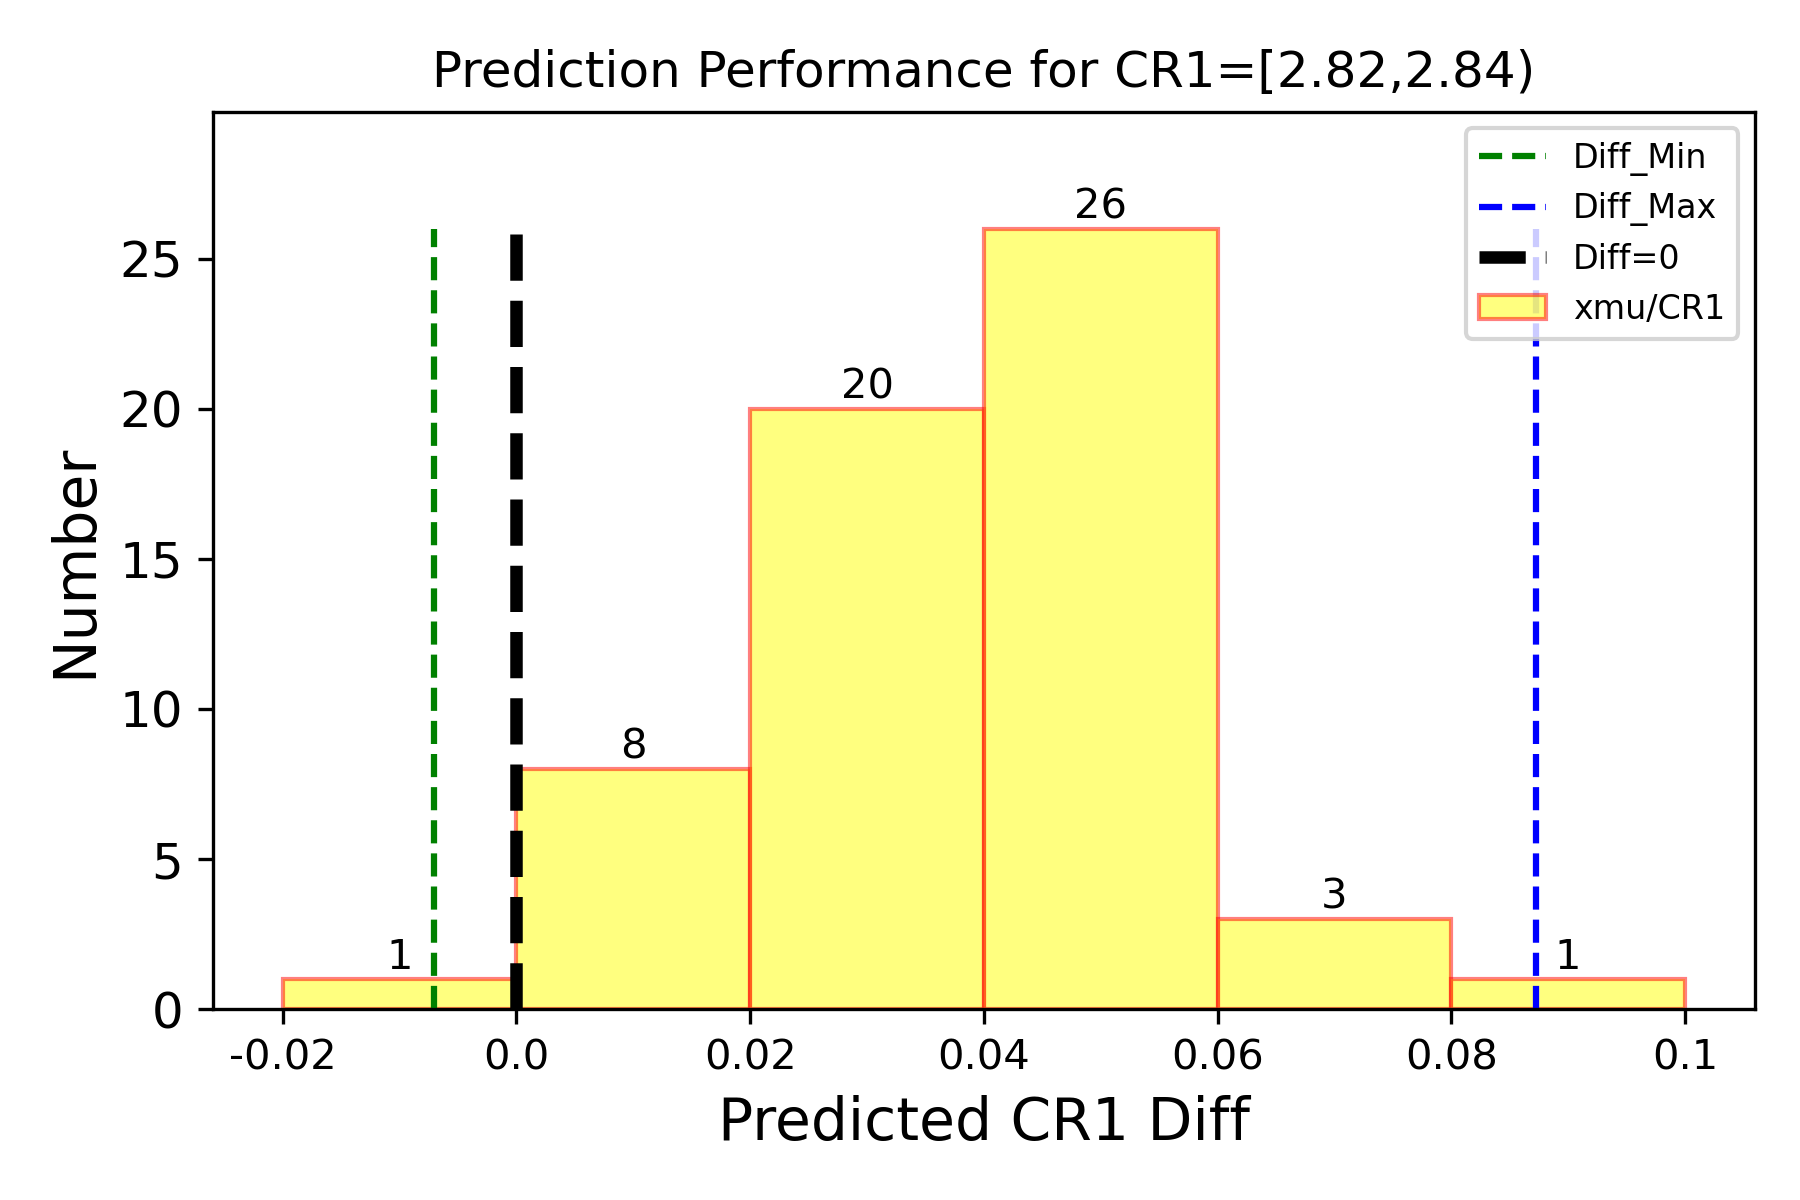 Prediction Performance for CR1=[2.82,2.84)
Diff_Min
Diff_Max
Diff=0
xmu/CR1
26
20
8
3
1
1
25
20
15
10
5
0
Number
-0.02
0.0
0.02
0.04
0.06
0.08
0.1
Predicted CR1 Diff